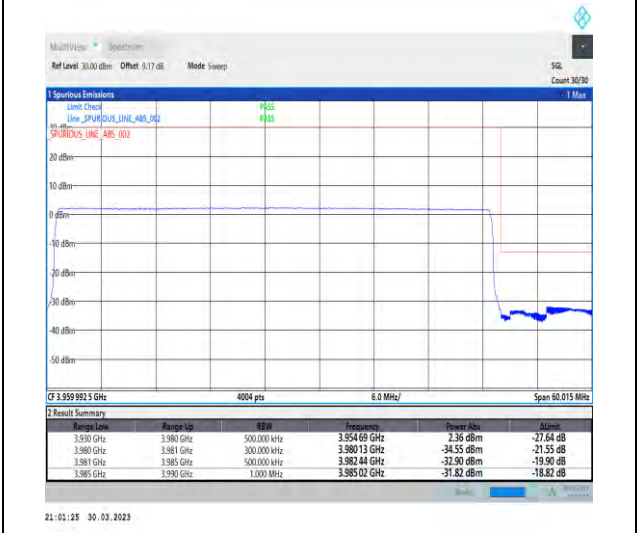 MultiView Spectrum
Ref Level 30.00 dBm Offset 9.17 dB Mode Sweep SGL
Count 30/30
1 Spurious Emissions 1 Max
Limit Check PASS
Line _SPURIOUS_LINE_ABS_002 PASS
30 dBm
_SPURIOUS_LINE_ABS_002
20 dBm
10 dBm
0 dBm
-10 dBm
-20 dBm
-30 dBm
-40 dBm
-50 dBm
CF 3.959 992 5 GHz 4004 pts 6.0 MHz/ Span 60.015 MHz
2 Result Summary
Range Low Range Up RBW Frequency Power Abs ΔLimit
3.930 GHz 3.980 GHz 500.000 kHz 3.954 69 GHz 2.36 dBm -27.64 dB
3.980 GHz 3.981 GHz 300.000 kHz 3.980 13 GHz -34.55 dBm -21.55 dB
3.981 GHz 3.985 GHz 500.000 kHz 3.982 44 GHz -32.90 dBm -19.90 dB
3.985 GHz 3.990 GHz 1.000 MHz 3.985 02 GHz -31.82 dBm -18.82 dB
21:01:25 30.03.2023